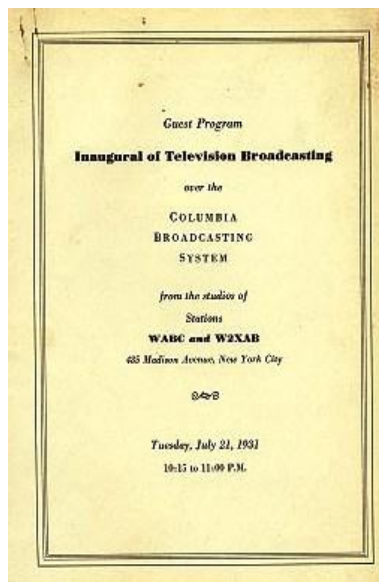 Guest Program
Inaugural of Television Broadcasting
over the
COLUMBIA
BROADCASTING
SYSTEM
from the studios of
Stations
WABC and W2XAB
485 Madison Avenue, New York City
Tuesday, July 21, 1931
10:15 to 11:00 P.M.